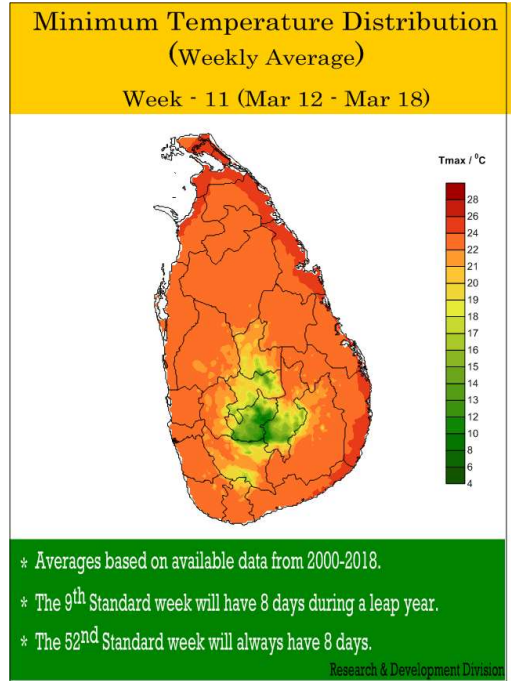 Minimum Temperature Distribution
(Weekly Average)
Week - 11 (Mar 12 - Mar 18)
Tmax / ⁰C
28
26
24
22
21
20
19
18
17
16
15
14
13
12
10
8
6
4
* Averages based on available data from 2000-2018.
* The 9th Standard week will have 8 days during a leap year.
* The 52nd Standard week will always have 8 days.
Research & Development Division